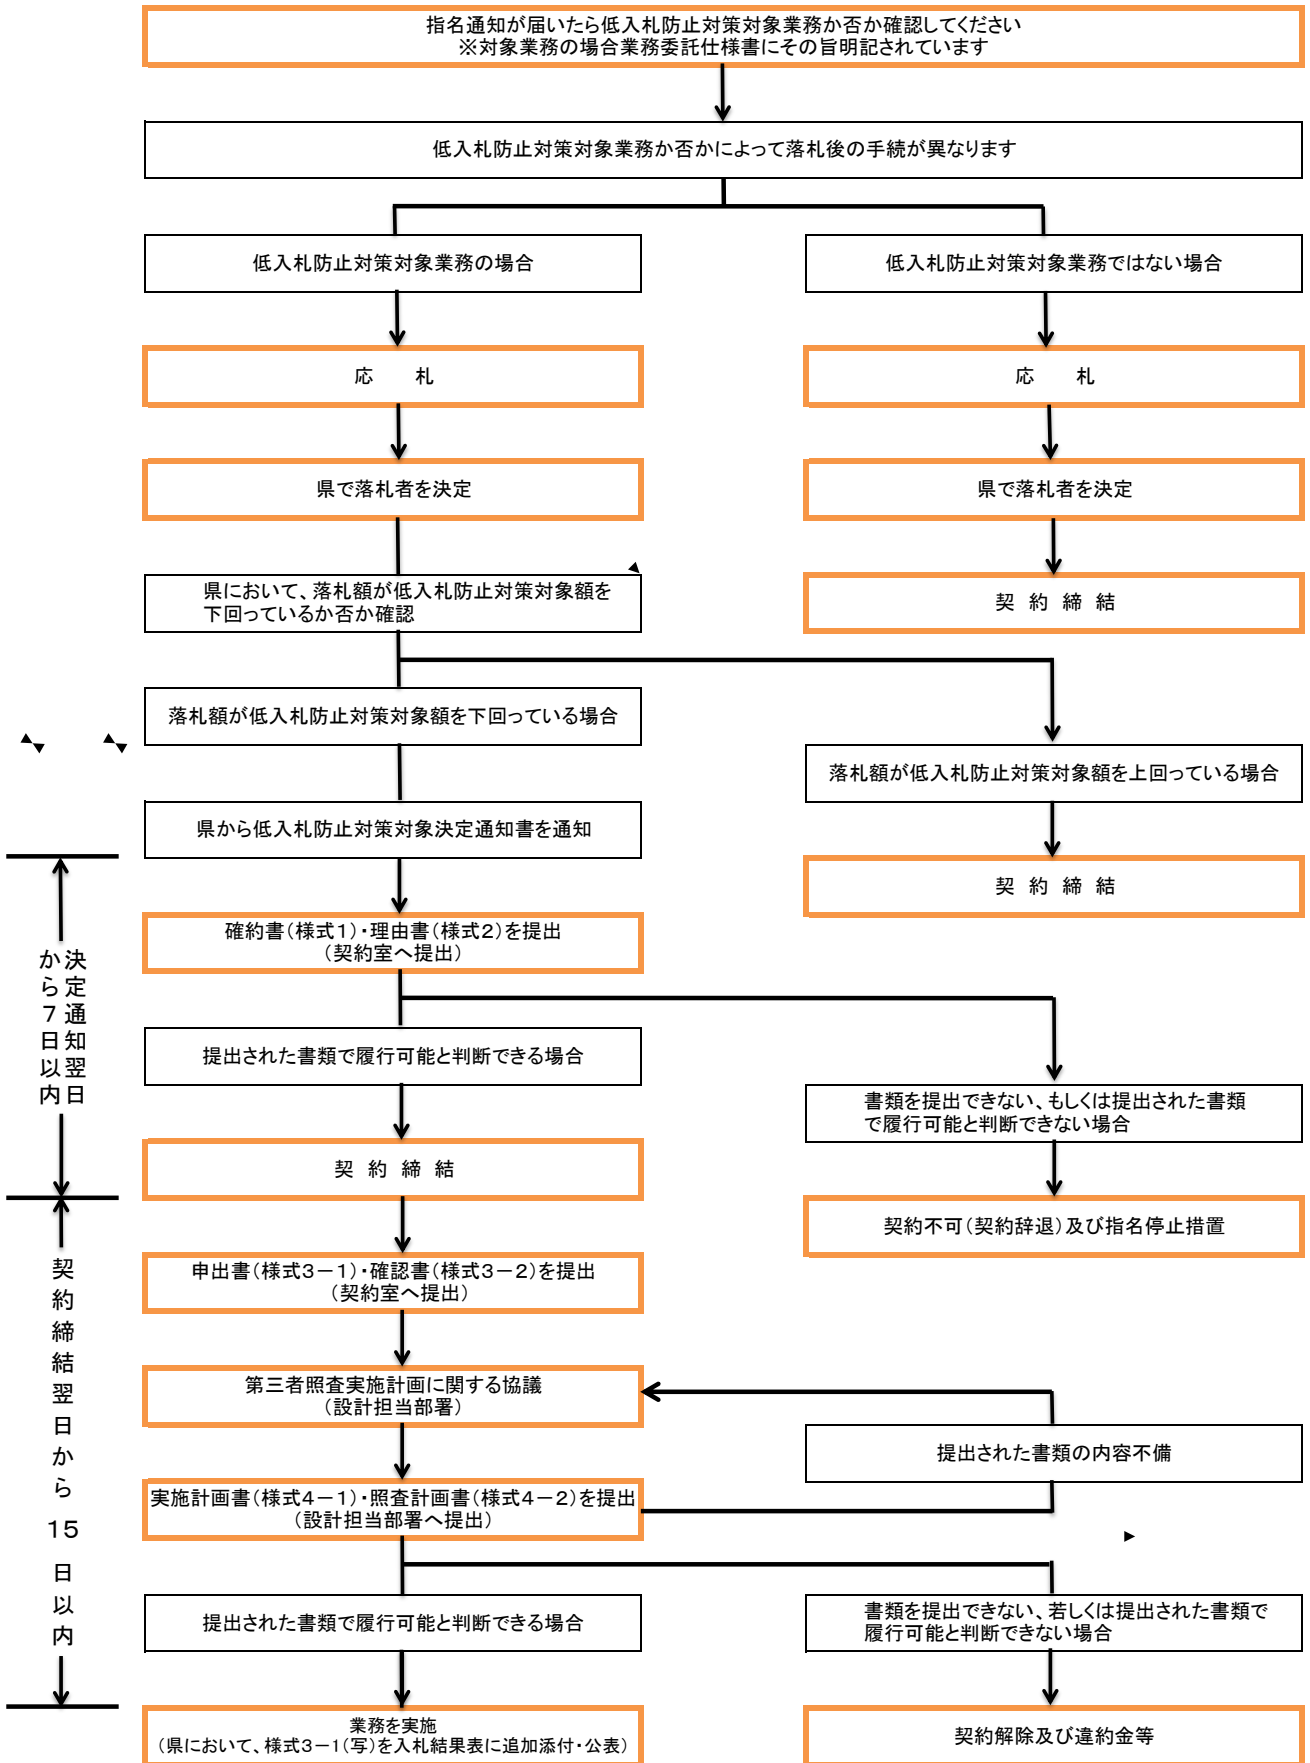 指名通知が届いたら低入札防止対策対象業務か否か確認してください
※対象業務の場合業務委託仕様書にその旨明記されています
低入札防止対策対象業務か否かによって落札後の手続が異なります
低入札防止対策対象業務の場合
低入札防止対策対象業務ではない場合
応　札
応　札
県で落札者を決定
県で落札者を決定
県において、落札額が低入札防止対策対象額を
下回っているか否か確認
契 約 締 結
落札額が低入札防止対策対象額を下回っている場合
落札額が低入札防止対策対象額を上回っている場合
県から低入札防止対策対象決定通知書を通知
契 約 締 結
確約書（様式１）・理由書（様式２）を提出
（契約室へ提出）
決定通知翌日
から７日以内
提出された書類で履行可能と判断できる場合
書類を提出できない、もしくは提出された書類
で履行可能と判断できない場合
契 約 締 結
契約不可（契約辞退）及び指名停止措置
契約締結翌日から15日以内
申出書（様式３－１）・確認書（様式３－２）を提出
（契約室へ提出）
第三者照査実施計画に関する協議
（設計担当部署）
提出された書類の内容不備
実施計画書（様式４－１）・照査計画書（様式４－２）を提出
（設計担当部署へ提出）
提出された書類で履行可能と判断できる場合
書類を提出できない、若しくは提出された書類で
履行可能と判断できない場合
業務を実施
（県において、様式３－１（写）を入札結果表に追加添付・公表）
契約解除及び違約金等